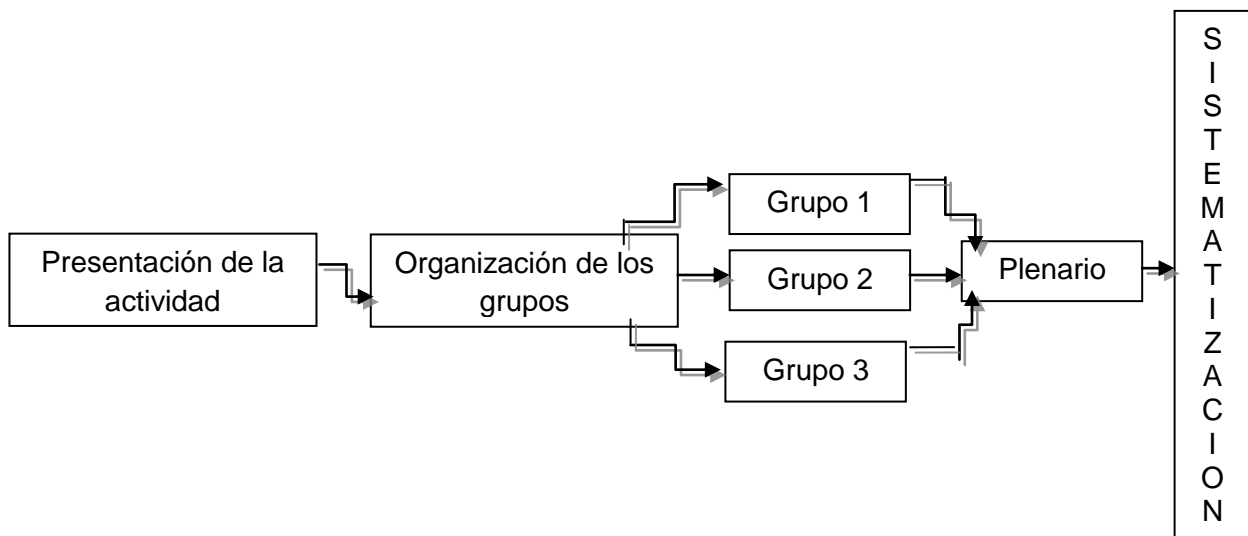 Presentación de la
actividad
Organización de los
grupos
Grupo 1
Grupo 2
Grupo 3
Plenario
S
I
S
T
E
M
A
T
I
Z
A
C
I
O
N